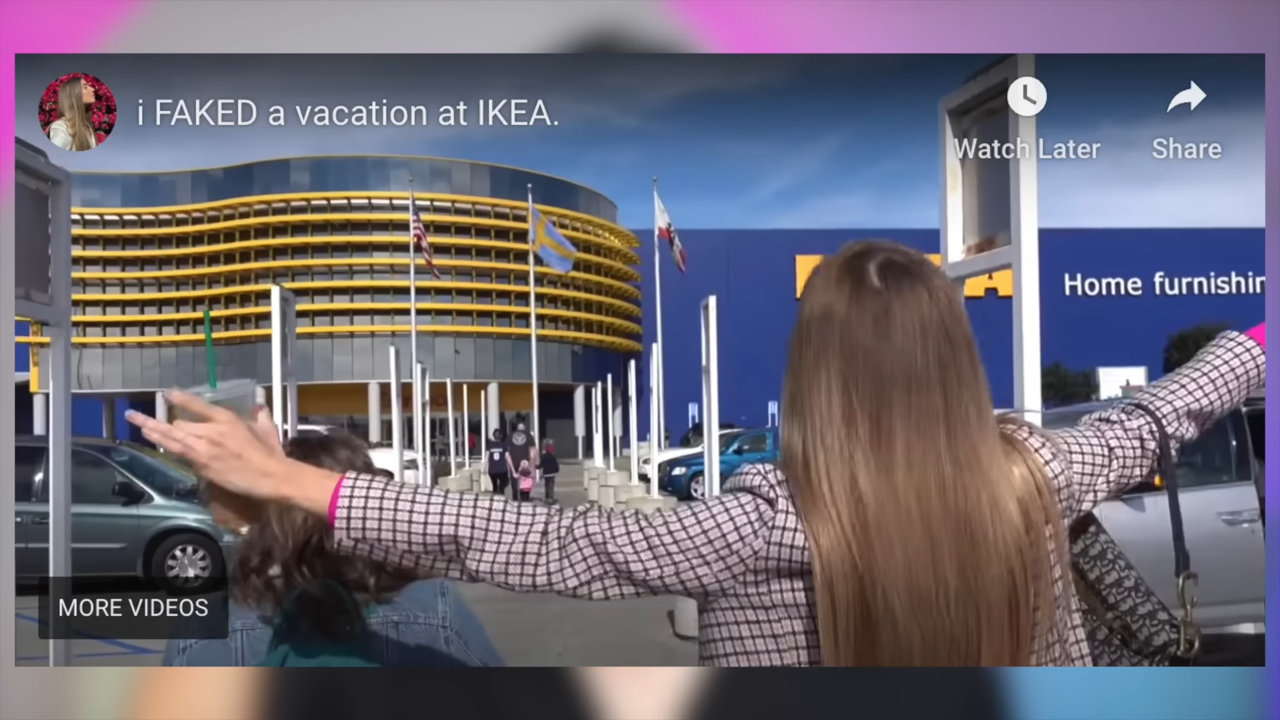 i FAKED a vacation at IKEA.
Watch Later
Share
Home furnishin
MORE VIDEOS